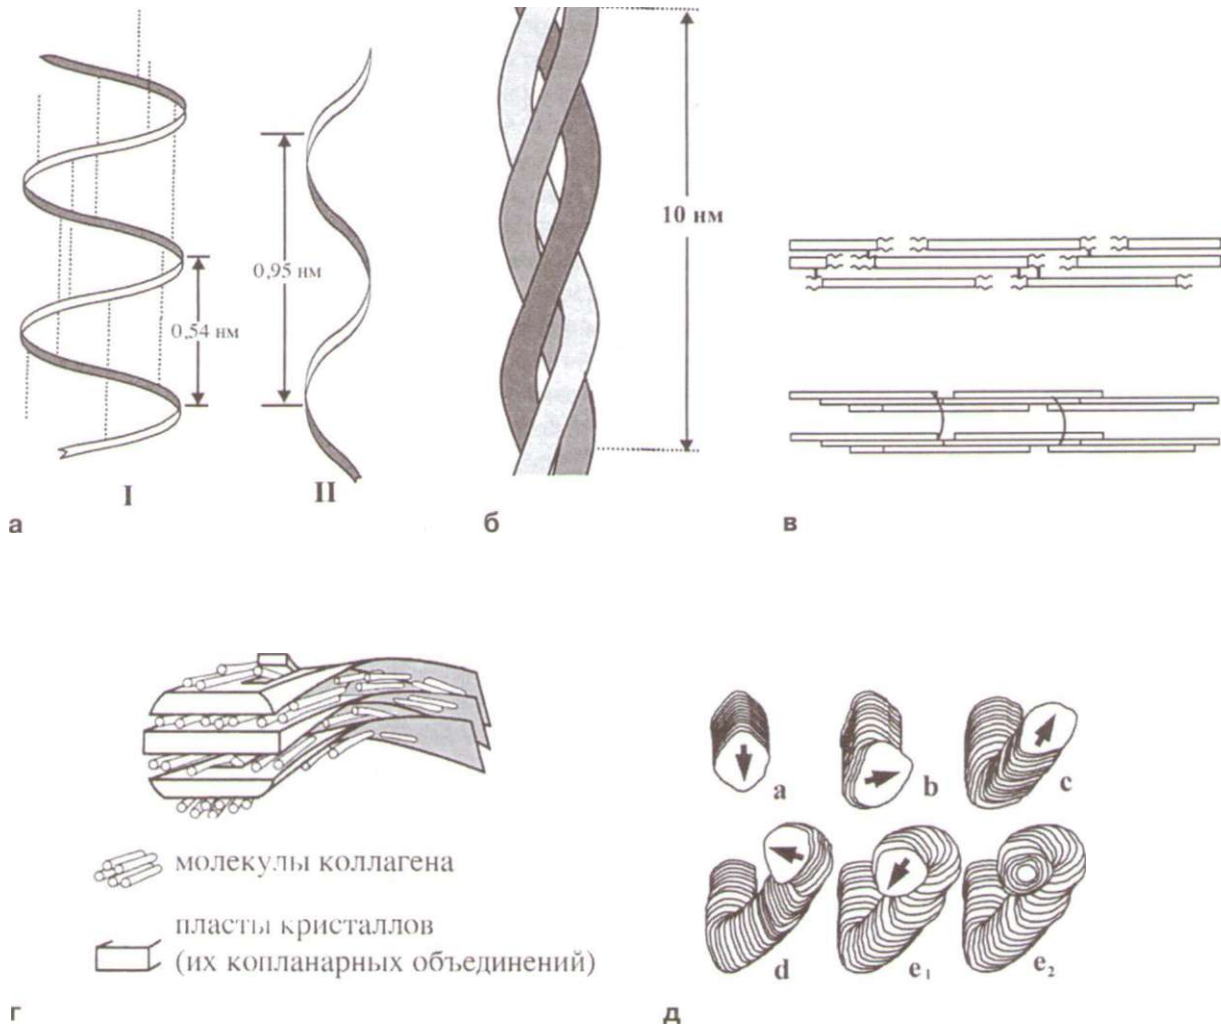 0,54 нм
0,95 нм
I
II
а
10 нм
б
в
молекулы коллагена
пласты кристаллов
(их копланарных объединений)
г
a
b
c
d
e₁
e₂
д